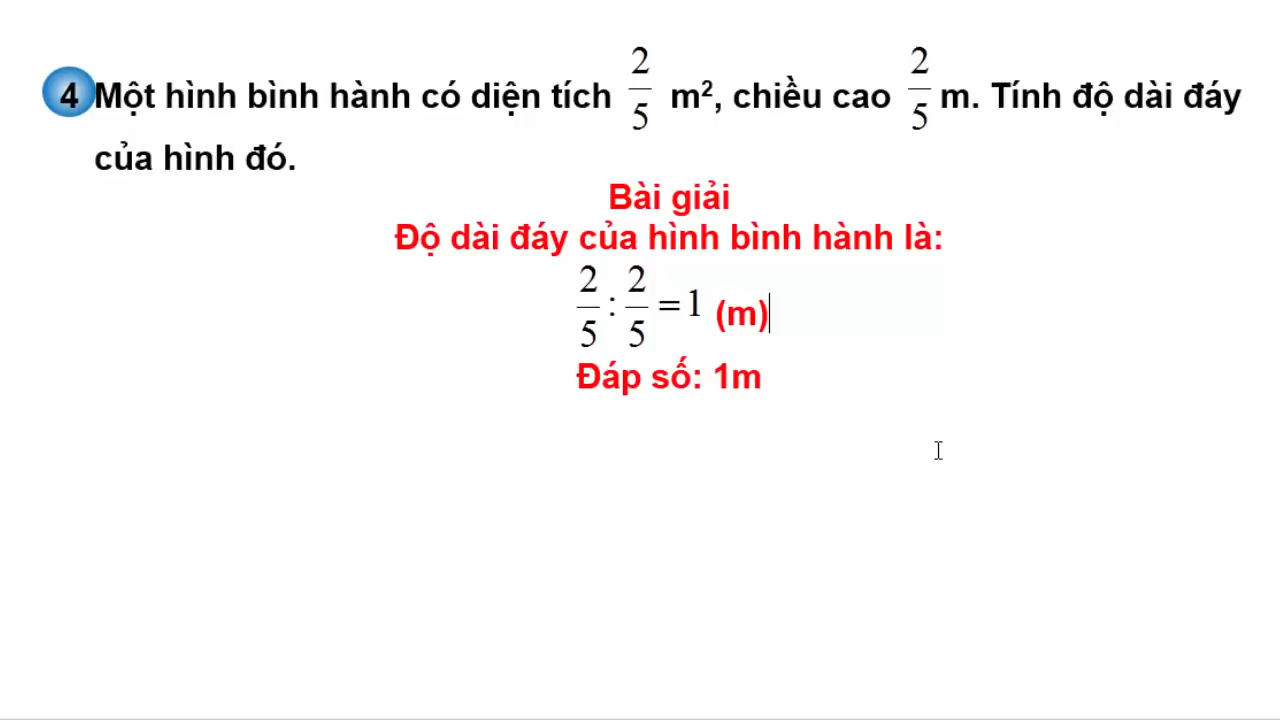 4 Một hình bình hành có diện tích 2/5 m², chiều cao 2/5 m. Tính độ dài đáy
của hình đó.
Bài giải
Độ dài đáy của hình bình hành là:
2/5 : 2/5 = 1 (m)
Đáp số: 1m